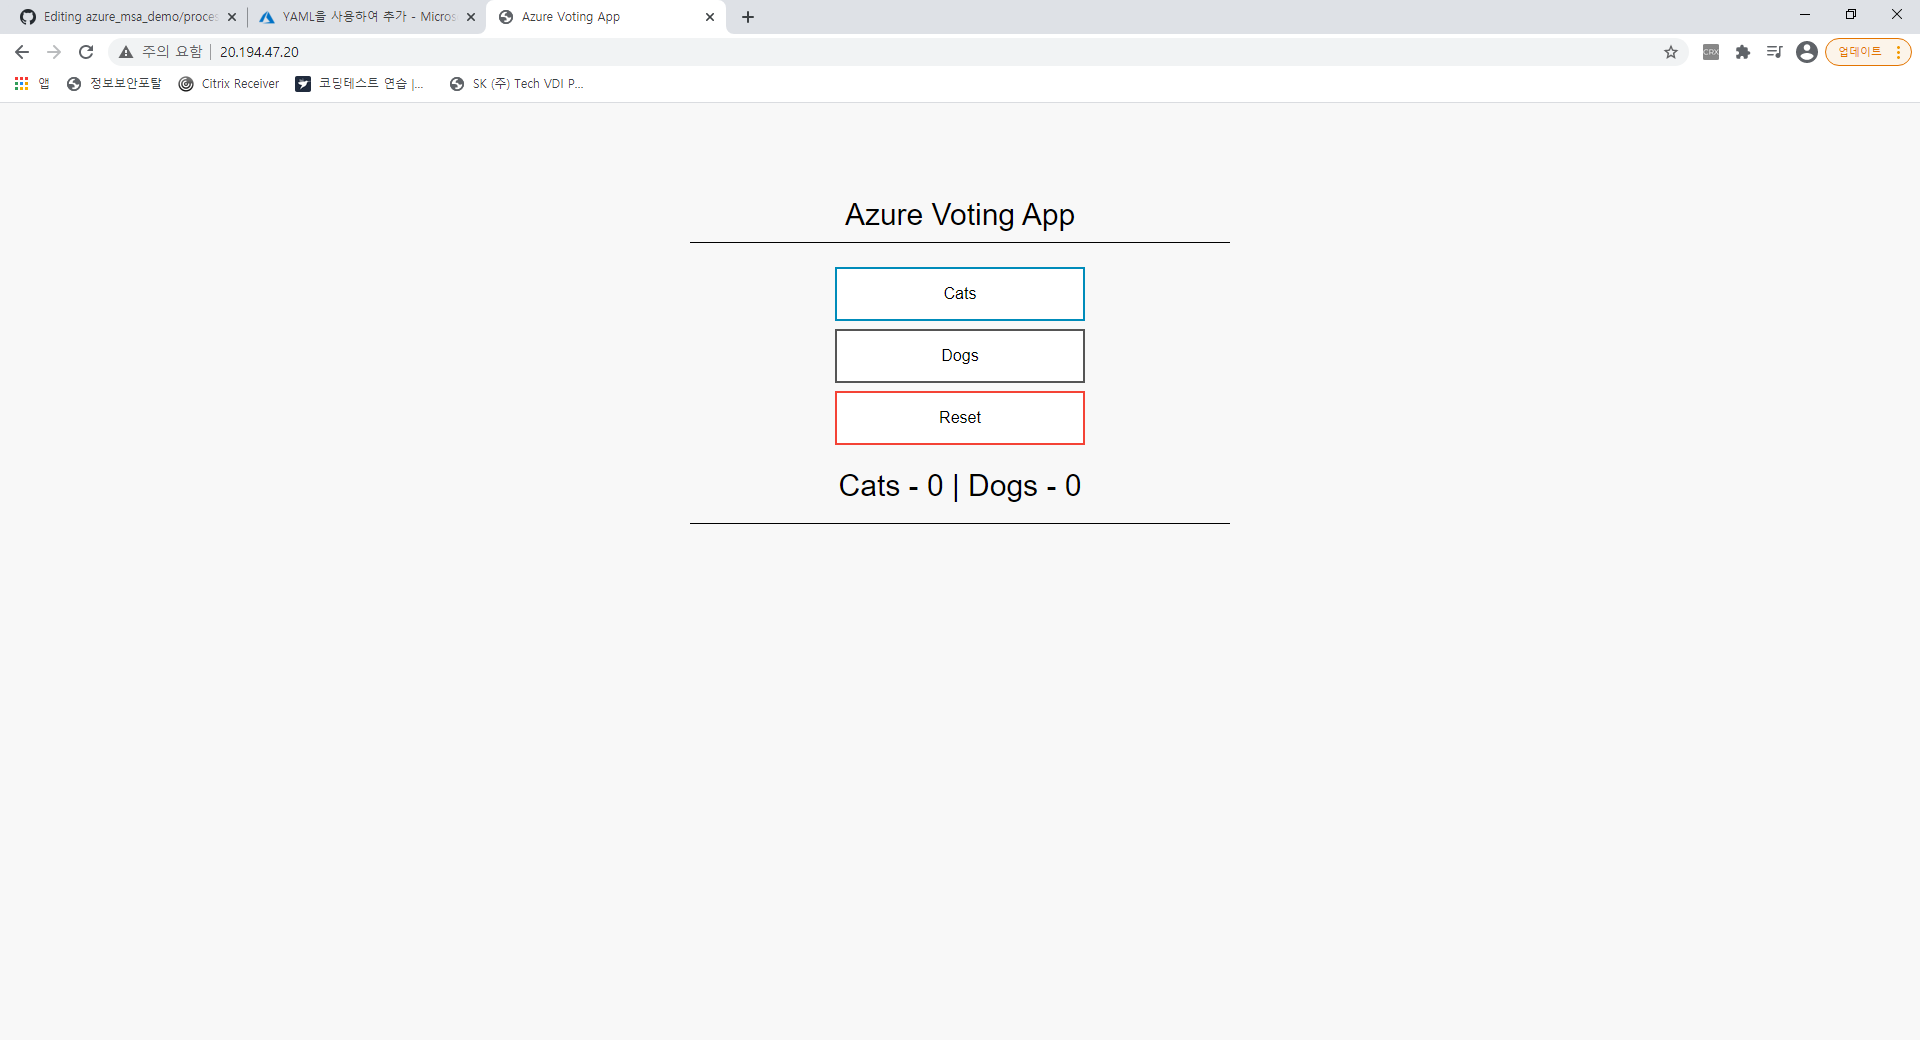 Editing azure_msa_demo/proces
YAML을 사용하여 추가 - Micros
Azure Voting App
주의 요함
20.194.47.20
CRX
업데이트
앱
정보보안포탈
Citrix Receiver
코딩테스트 연습 |...
SK (주) Tech VDI P...
Azure Voting App
Cats
Dogs
Reset
Cats - 0 | Dogs - 0